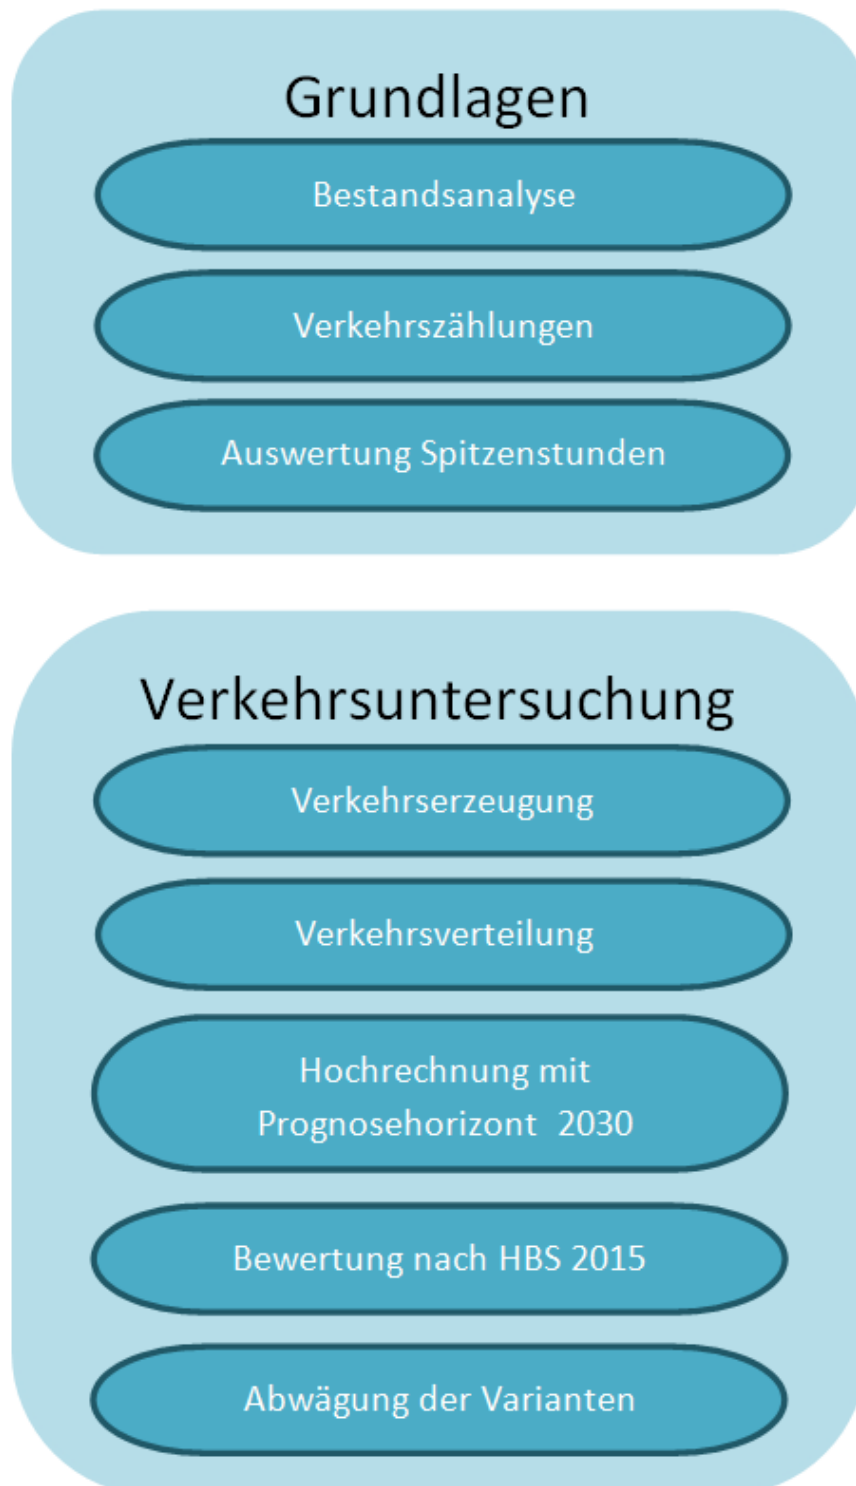 Grundlagen
Bestandsanalyse
Verkehrszählungen
Auswertung Spitzenstunden
Verkehrsuntersuchung
Verkehrserzeugung
Verkehrsverteilung
Hochrechnung mit
Prognosehorizont 2030
Bewertung nach HBS 2015
Abwägung der Varianten